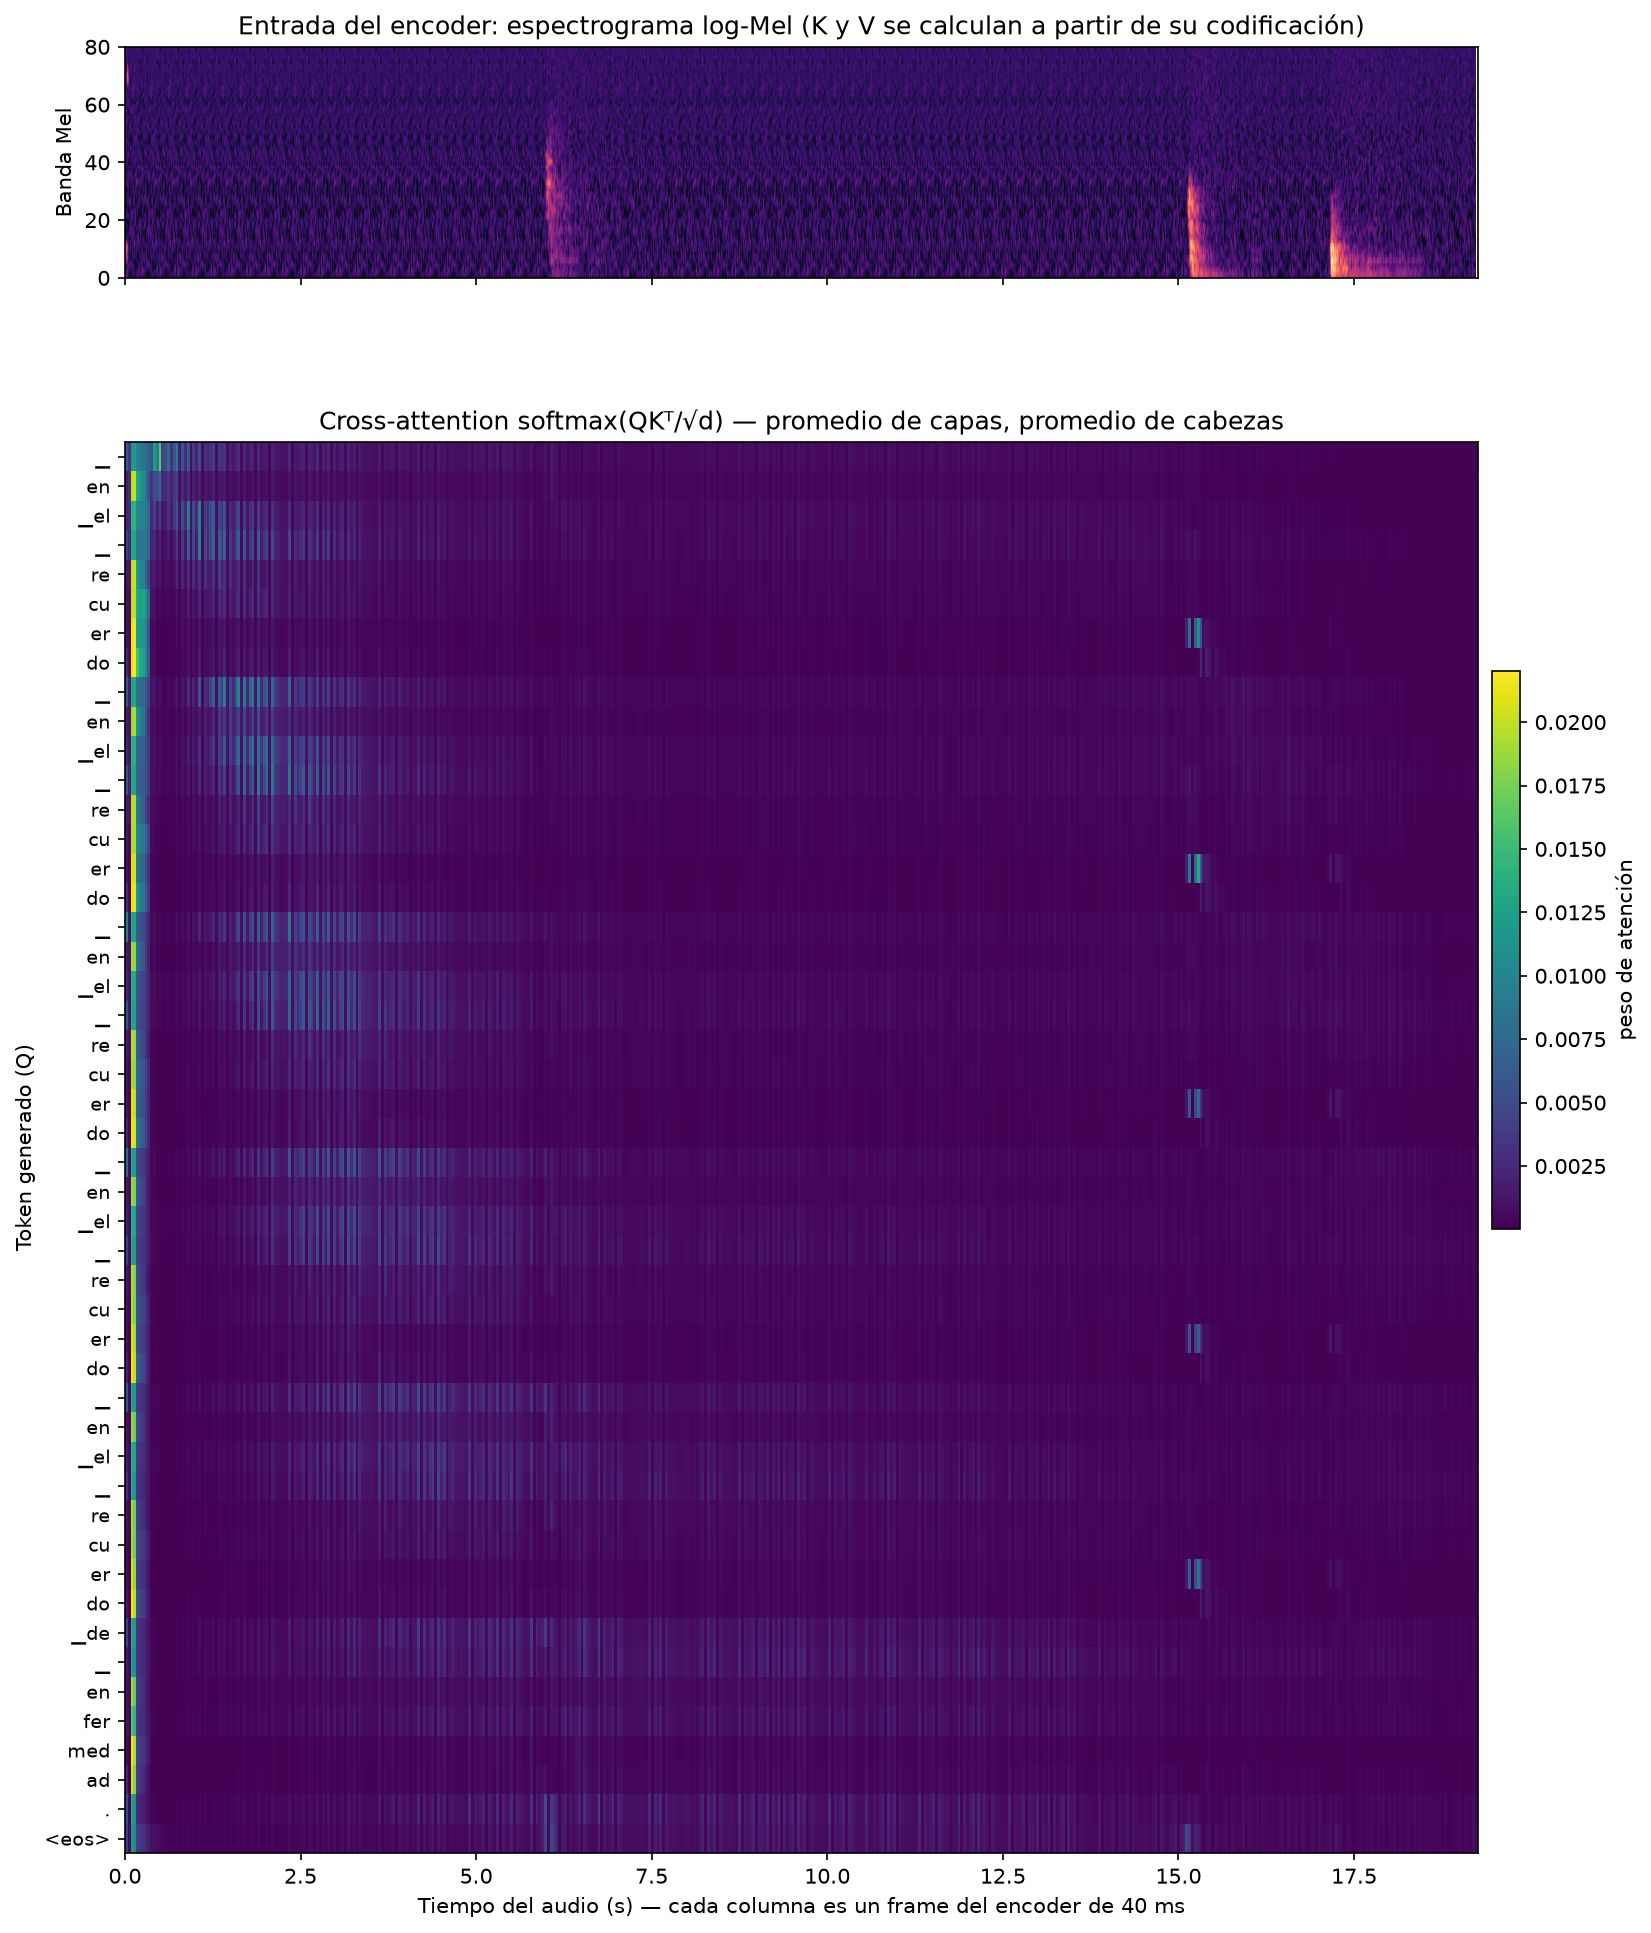 Entrada del encoder: espectrograma log-Mel (K y V se calculan a partir de su codificación)
Banda Mel
80
60
40
20
0
Cross-attention softmax(QKᵀ/√d) — promedio de capas, promedio de cabezas
Token generado (Q)
_
en
_el
_
re
cu
er
do
_
en
_el
_
re
cu
er
do
_
en
_el
_
re
cu
er
do
_
en
_el
_
re
cu
er
do
_
en
_el
_
re
cu
er
do
_de
_
en
fer
med
ad
.
<eos>
0.0 2.5 5.0 7.5 10.0 12.5 15.0 17.5
Tiempo del audio (s) — cada columna es un frame del encoder de 40 ms
0.0200
0.0175
0.0150
0.0125
0.0100
0.0075
0.0050
0.0025
peso de atención